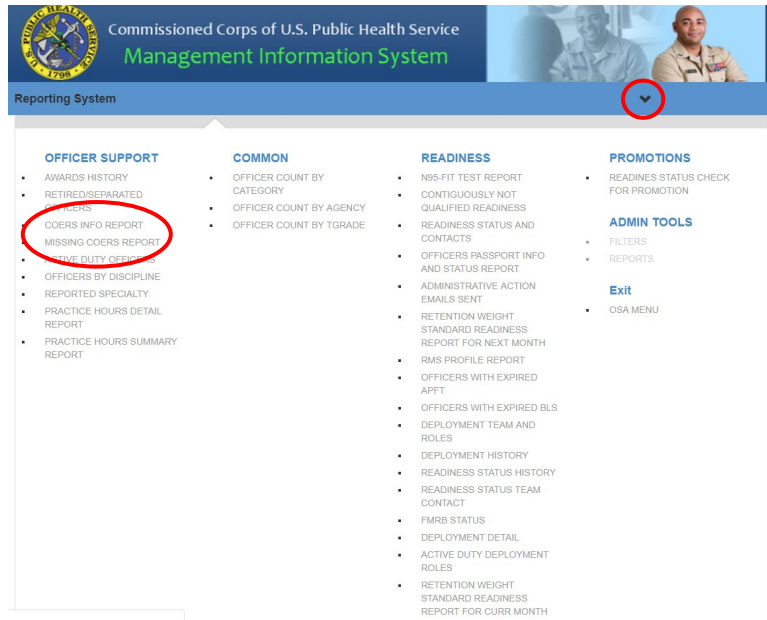 U.S. PUBLIC HEALTH SERVICE
1798
Commissioned Corps of U.S. Public Health Service
Management Information System
Reporting System
OFFICER SUPPORT
AWARDS HISTORY
RETIRED/SEPARATED
OFFICERS
COERS INFO REPORT
MISSING COERS REPORT
ACTIVE DUTY OFFICERS
OFFICERS BY DISCIPLINE
REPORTED SPECIALTY
PRACTICE HOURS DETAIL
REPORT
PRACTICE HOURS SUMMARY
REPORT
COMMON
OFFICER COUNT BY
CATEGORY
OFFICER COUNT BY AGENCY
OFFICER COUNT BY TGRADE
READINESS
N95-FIT TEST REPORT
CONTIGUOUSLY NOT
QUALIFIED READINESS
READINESS STATUS AND
CONTACTS
OFFICERS PASSPORT INFO
AND STATUS REPORT
ADMINISTRATIVE ACTION
EMAILS SENT
RETENTION WEIGHT
STANDARD READINESS
REPORT FOR NEXT MONTH
RMS PROFILE REPORT
OFFICERS WITH EXPIRED
APFT
OFFICERS WITH EXPIRED BLS
DEPLOYMENT TEAM AND
ROLES
DEPLOYMENT HISTORY
READINESS STATUS HISTORY
READINESS STATUS TEAM
CONTACT
FMRB STATUS
DEPLOYMENT DETAIL
ACTIVE DUTY DEPLOYMENT
ROLES
RETENTION WEIGHT
STANDARD READINESS
REPORT FOR CURR MONTH
PROMOTIONS
READINES STATUS CHECK
FOR PROMOTION
ADMIN TOOLS
FILTERS
REPORTS
Exit
OSA MENU